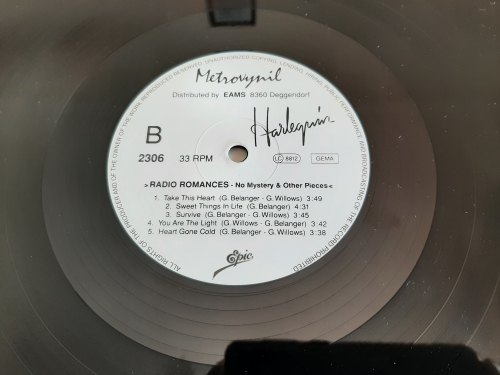 ALL RIGHTS OF THE PRODUCER AND OF THE OWNER OF THE WORK REPRODUCED RESERVED. UNAUTHORIZED COPYING, LENDING, PUBLIC PERFORMANCE AND BROADCASTING OF THE RECORD PROHIBITED.
Metrovynil
Distributed by EAMS 8360 Deggendorf
Harlequin
B
2306 33 RPM LC 8812 GEMA
>RADIO ROMANCES - No Mystery & Other Pieces<
1. Take This Heart (G. Belanger - G. Willows) 3:49
2. Sweet Things In Life (G. Belanger) 4:31
3. Survive (G. Belanger - G. Willows) 3:45
4. You Are The Light (G. Belanger - G. Willows) 3:42
5. Heart Gone Cold (G. Belanger - G. Willows) 3:38
Epic